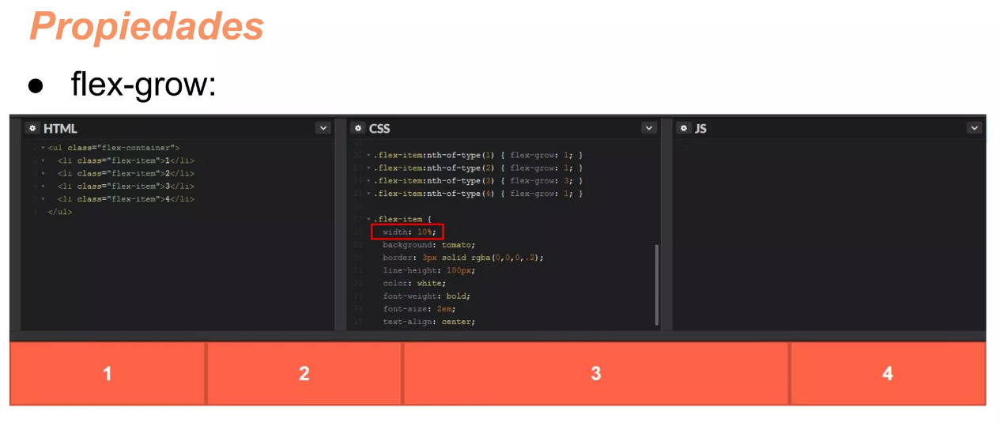 Propiedades
● flex-grow:
HTML
<ul class="flex-container">
<li class="flex-item">1</li>
<li class="flex-item">2</li>
<li class="flex-item">3</li>
<li class="flex-item">4</li>
</ul>
CSS
.flex-item:nth-of-type(1) { flex-grow: 1; }
.flex-item:nth-of-type(2) { flex-grow: 1; }
.flex-item:nth-of-type(3) { flex-grow: 3; }
.flex-item:nth-of-type(4) { flex-grow: 1; }
.flex-item {
width: 10%;
background: tomato;
border: 3px solid rgba(0,0,0,.2);
line-height: 100px;
color: white;
font-weight: bold;
font-size: 2em;
text-align: center;
JS
1 2 3 4